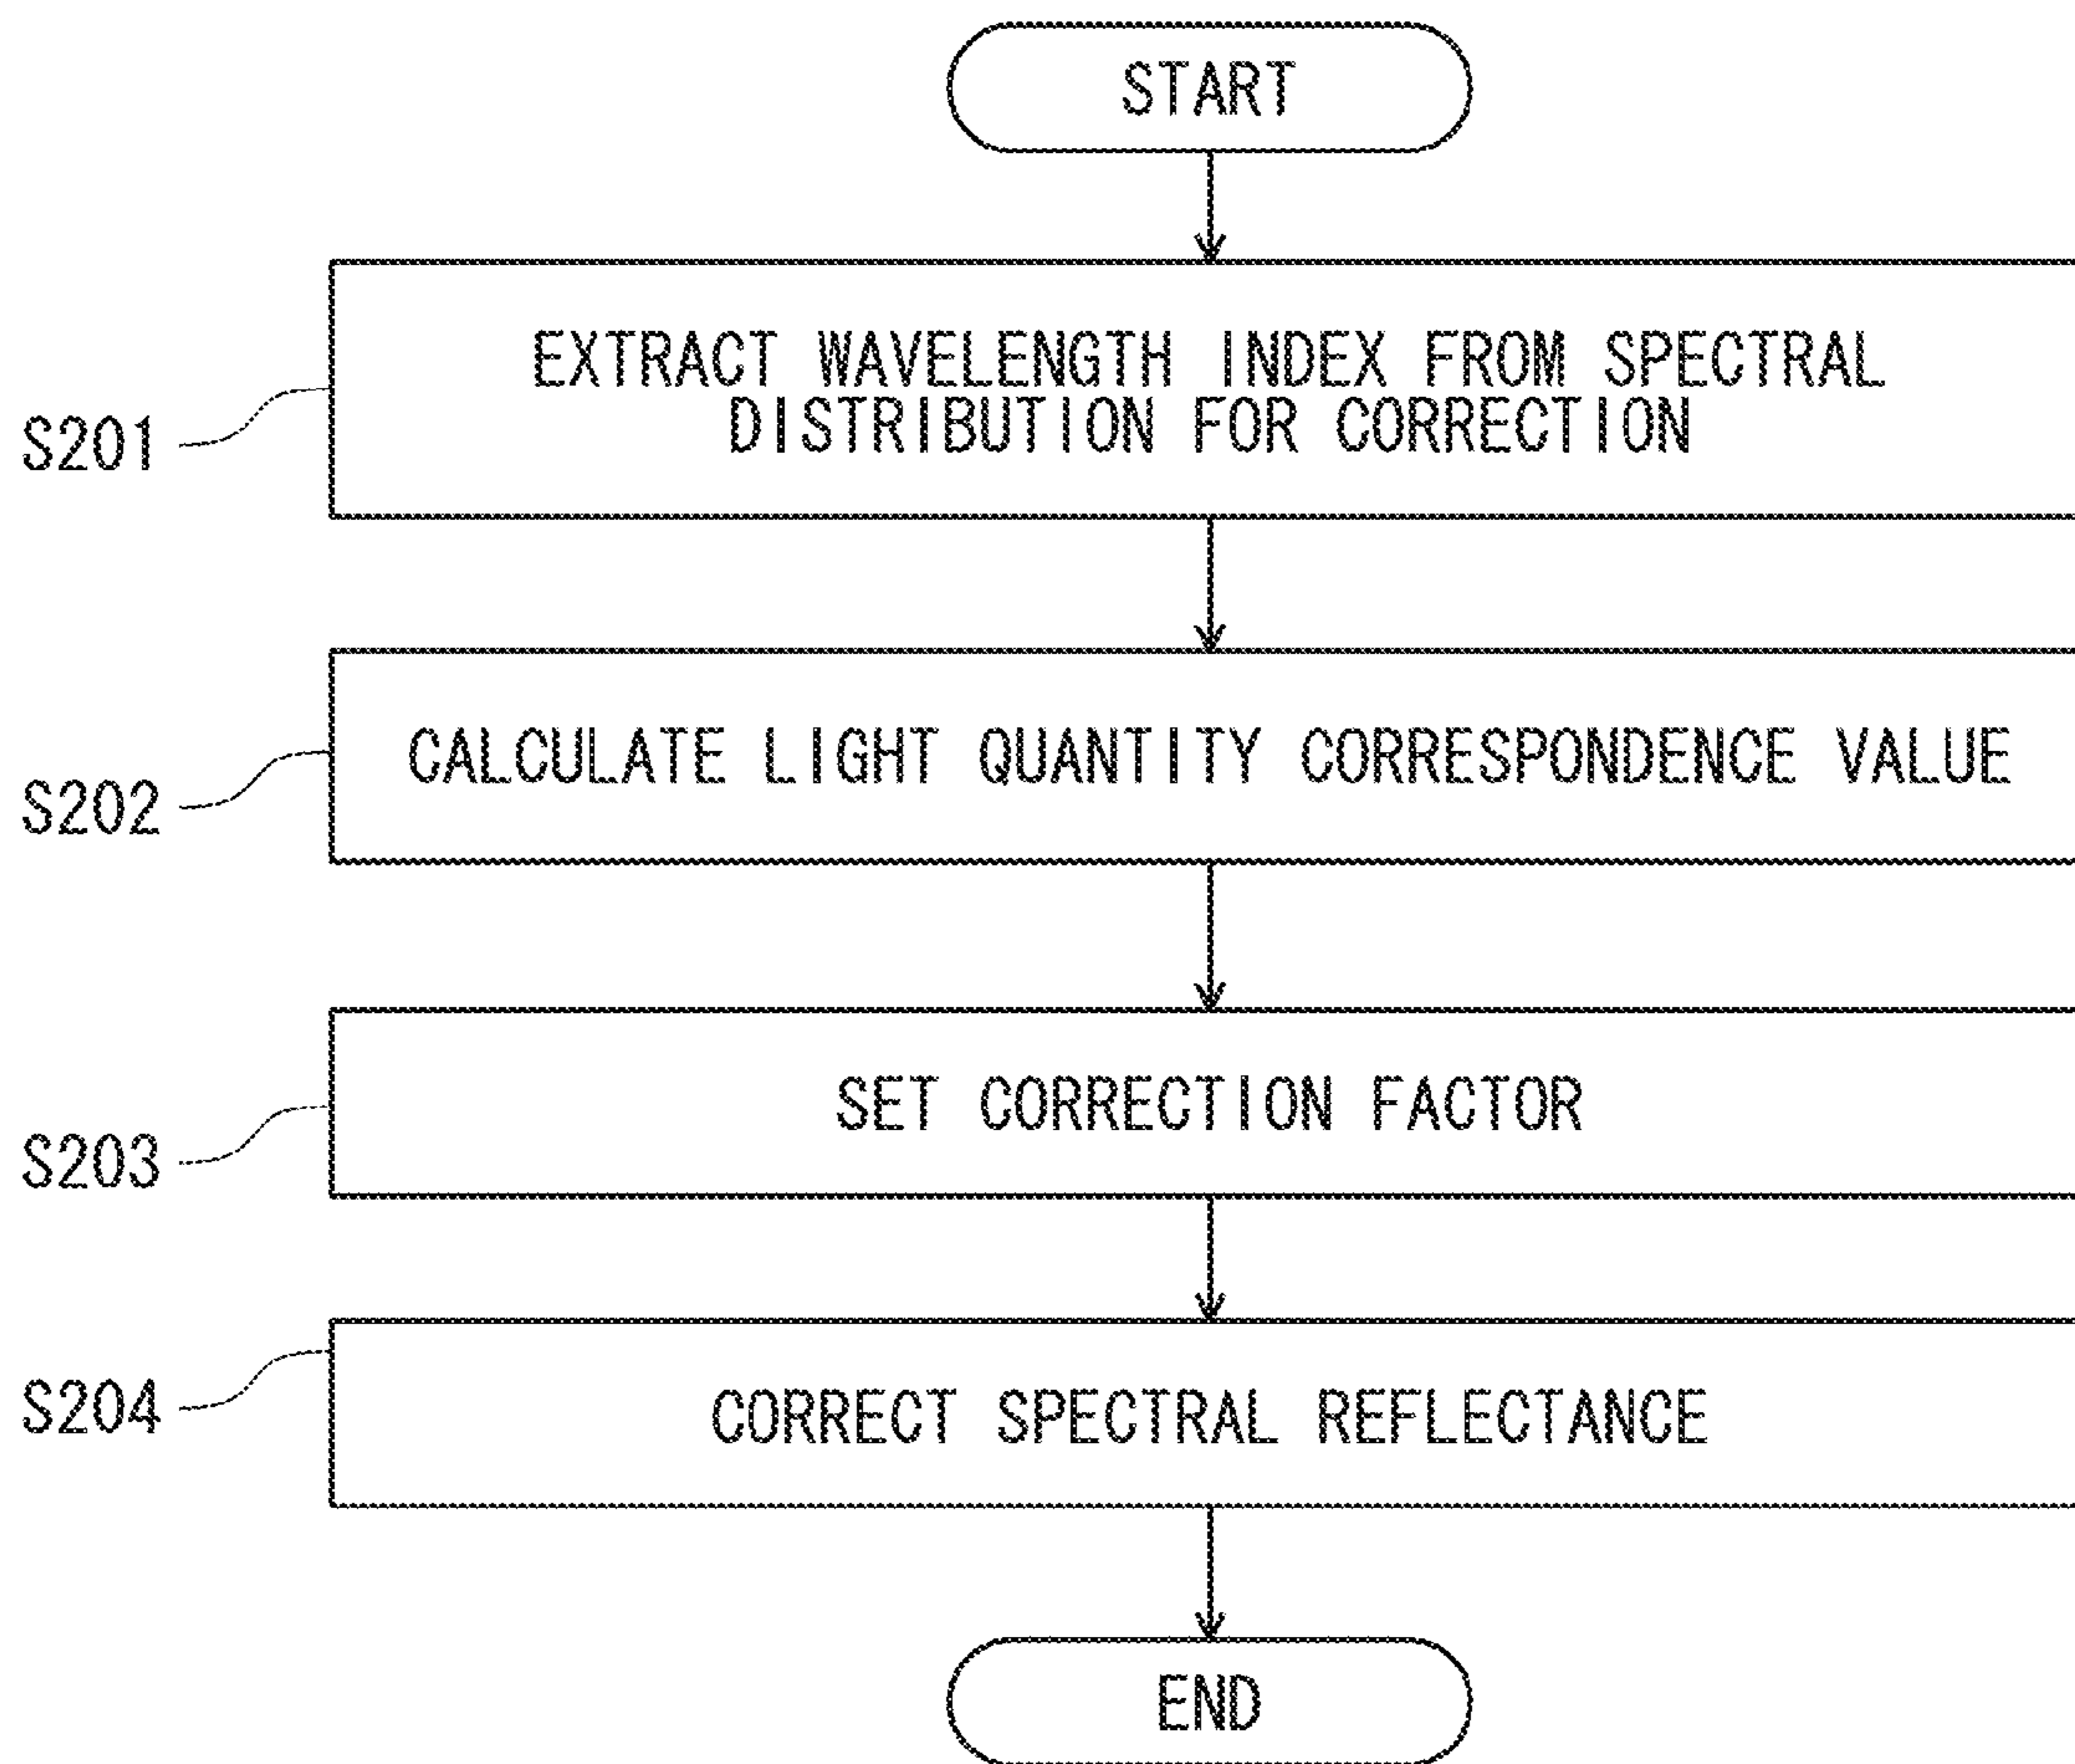 START
EXTRACT WAVELENGTH INDEX FROM SPECTRAL
DISTRIBUTION FOR CORRECTION
S201
CALCULATE LIGHT QUANTITY CORRESPONDENCE VALUE
S202
SET CORRECTION FACTOR
S203
CORRECT SPECTRAL REFLECTANCE
S204
END